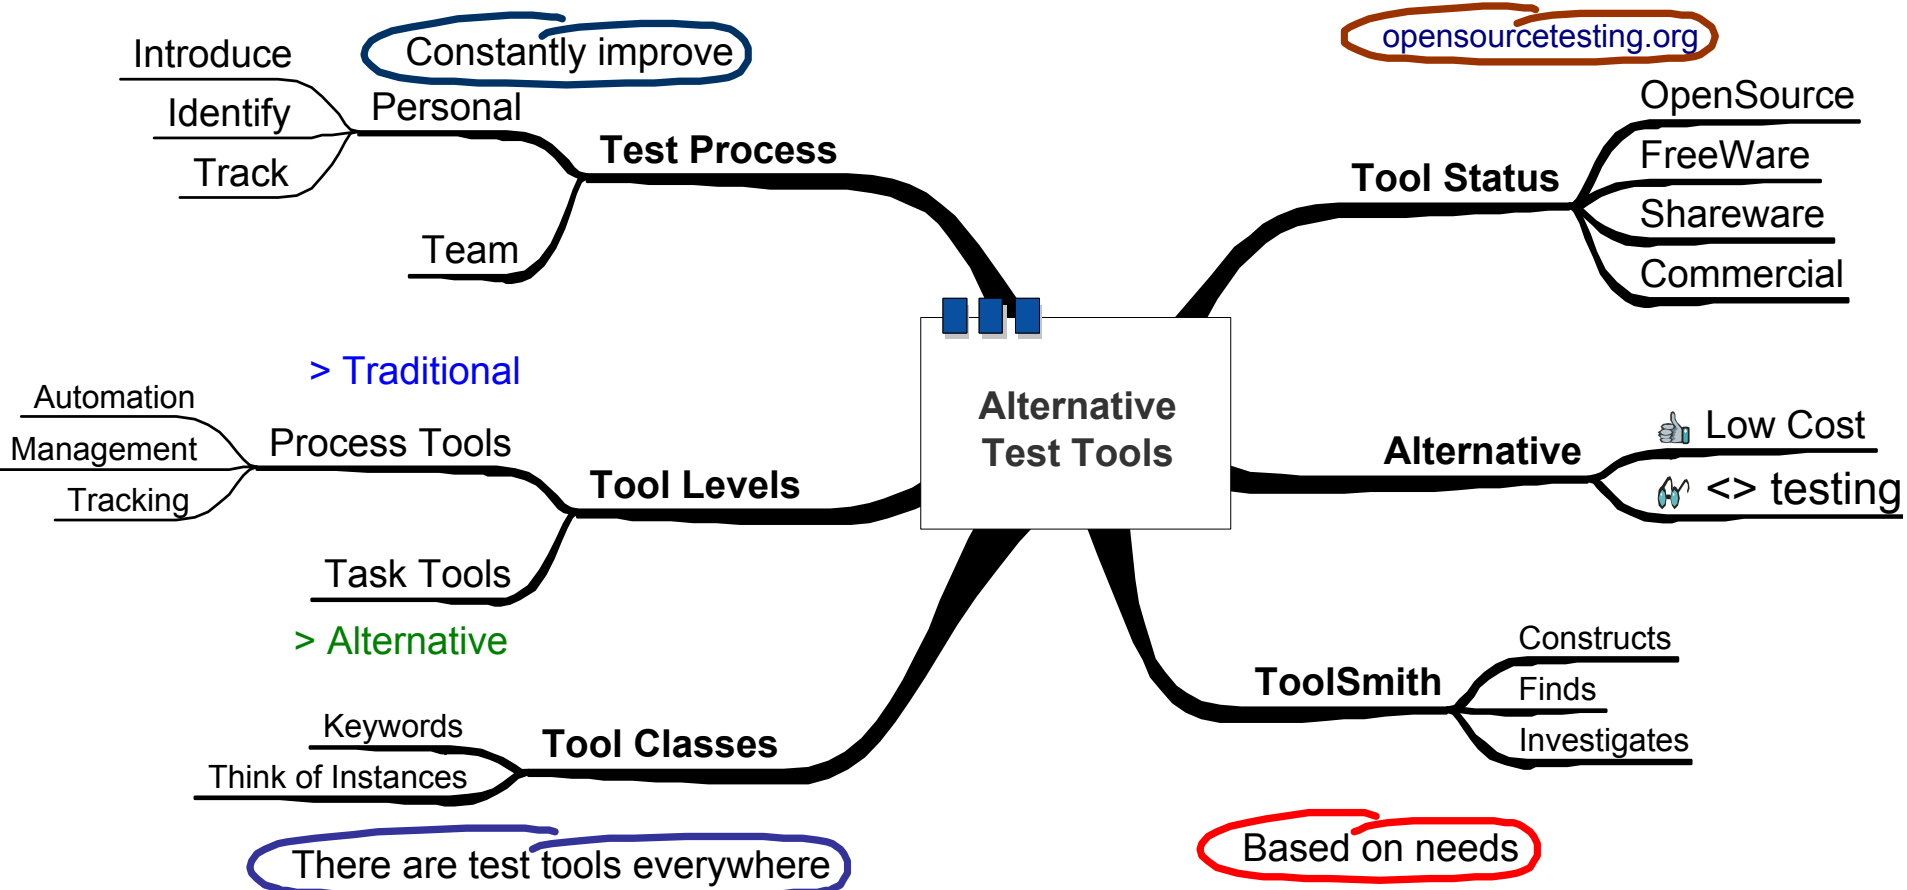 Constantly improve
Introduce
Identify
Track
Personal
Test Process
Team
> Traditional
Automation
Management
Tracking
Process Tools
Tool Levels
Task Tools
> Alternative
Keywords
Think of Instances
Tool Classes
There are test tools everywhere
Alternative
Test Tools
opensourcetesting.org
OpenSource
FreeWare
Shareware
Commercial
Tool Status
Alternative
Low Cost
<> testing
ToolSmith
Constructs
Finds
Investigates
Based on needs